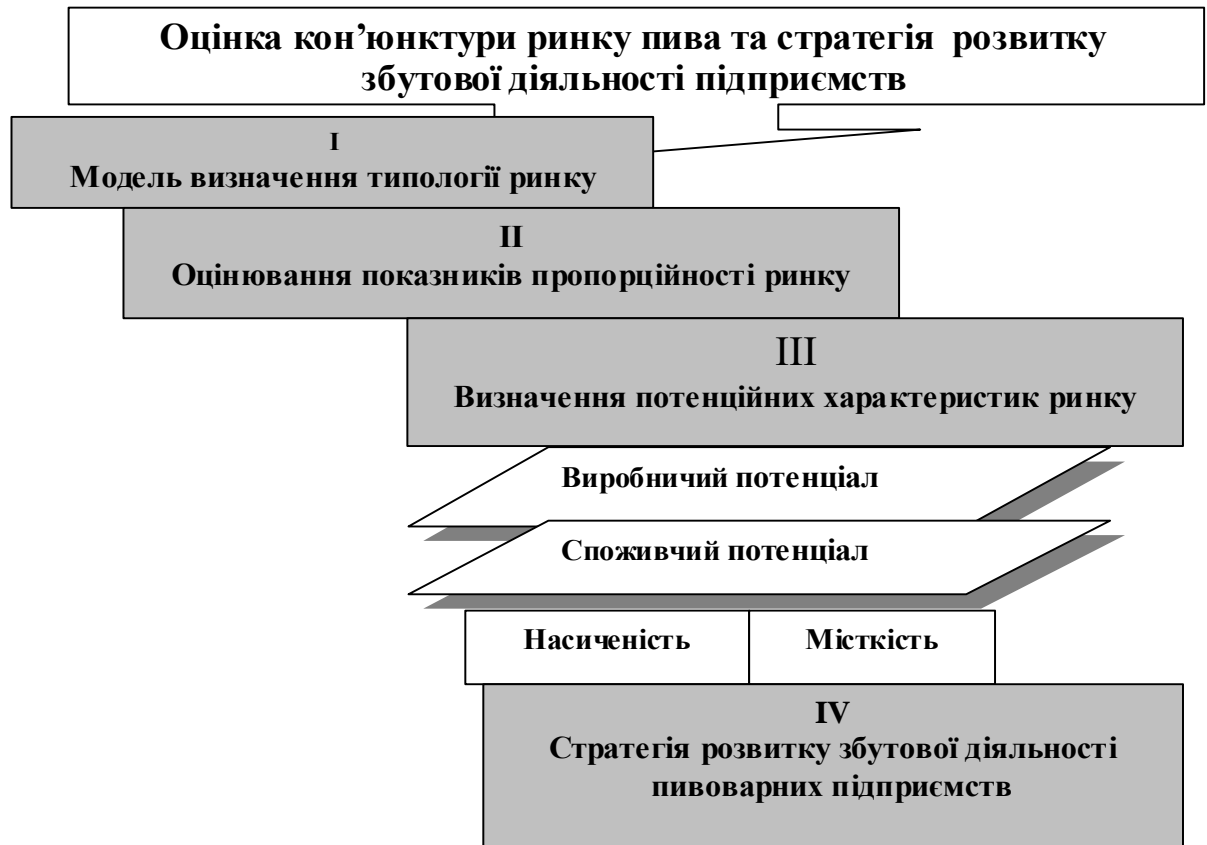 Оцінка кон’юнктури ринку пива та стратегія розвитку
збутової діяльності підприємств
I
Модель визначення типології ринку
II
Оцінювання показників пропорційності ринку
III
Визначення потенційних характеристик ринку
Виробничий потенціал
Споживчий потенціал
Насиченість Місткість
IV
Стратегія розвитку збутової діяльності
пивоварних підприємств